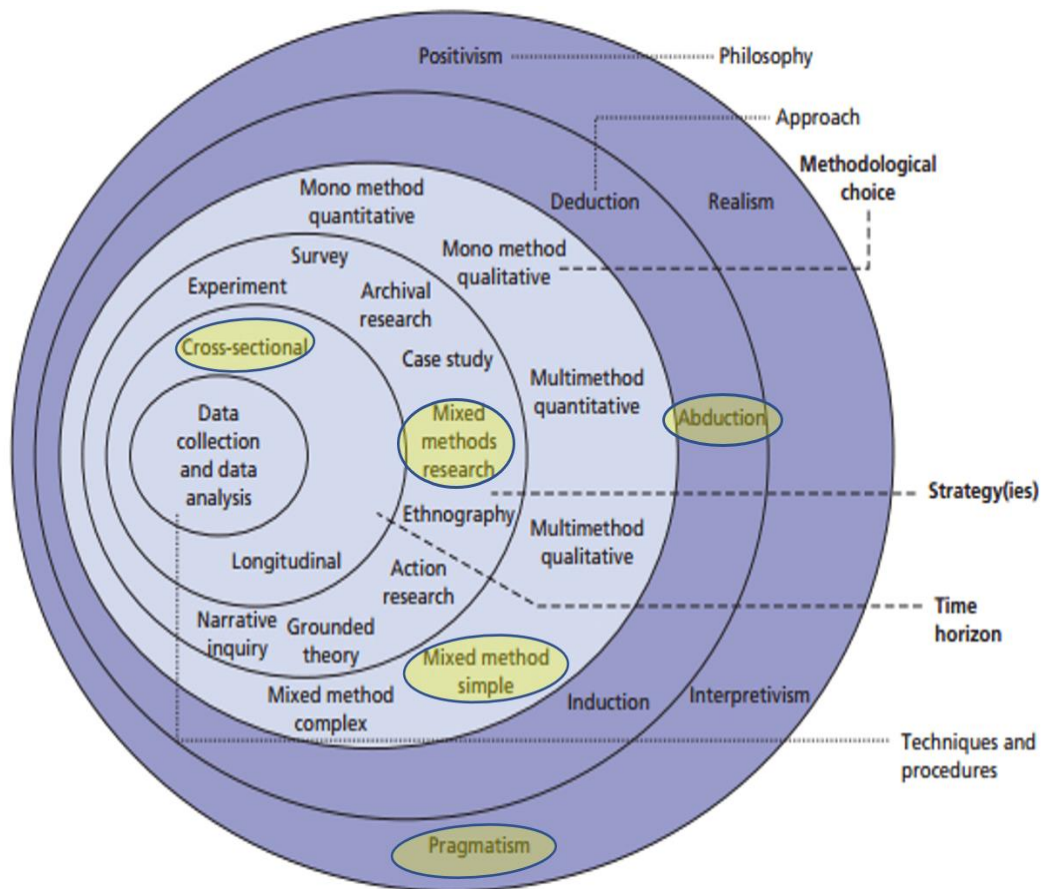 Positivism
Philosophy
Approach
Methodological
choice
Mono method
quantitative
Deduction
Realism
Survey
Mono method
qualitative
Experiment
Archival
research
Cross-sectional
Case study
Multimethod
quantitative
Data
collection
and data
analysis
Mixed
methods
research
Abduction
Strategy(ies)
Ethnography
Multimethod
qualitative
Longitudinal
Action
research
Time
horizon
Narrative
inquiry
Grounded
theory
Mixed method
simple
Mixed method
complex
Induction
Interpretivism
Techniques and
procedures
Pragmatism